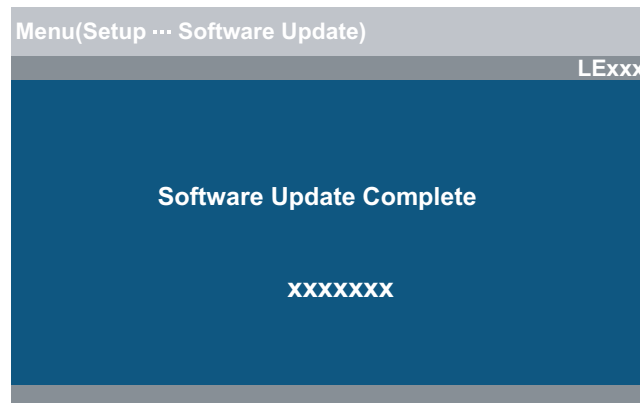 Menu(Setup ··· Software Update)
LExxx
Software Update Complete
xxxxxxx